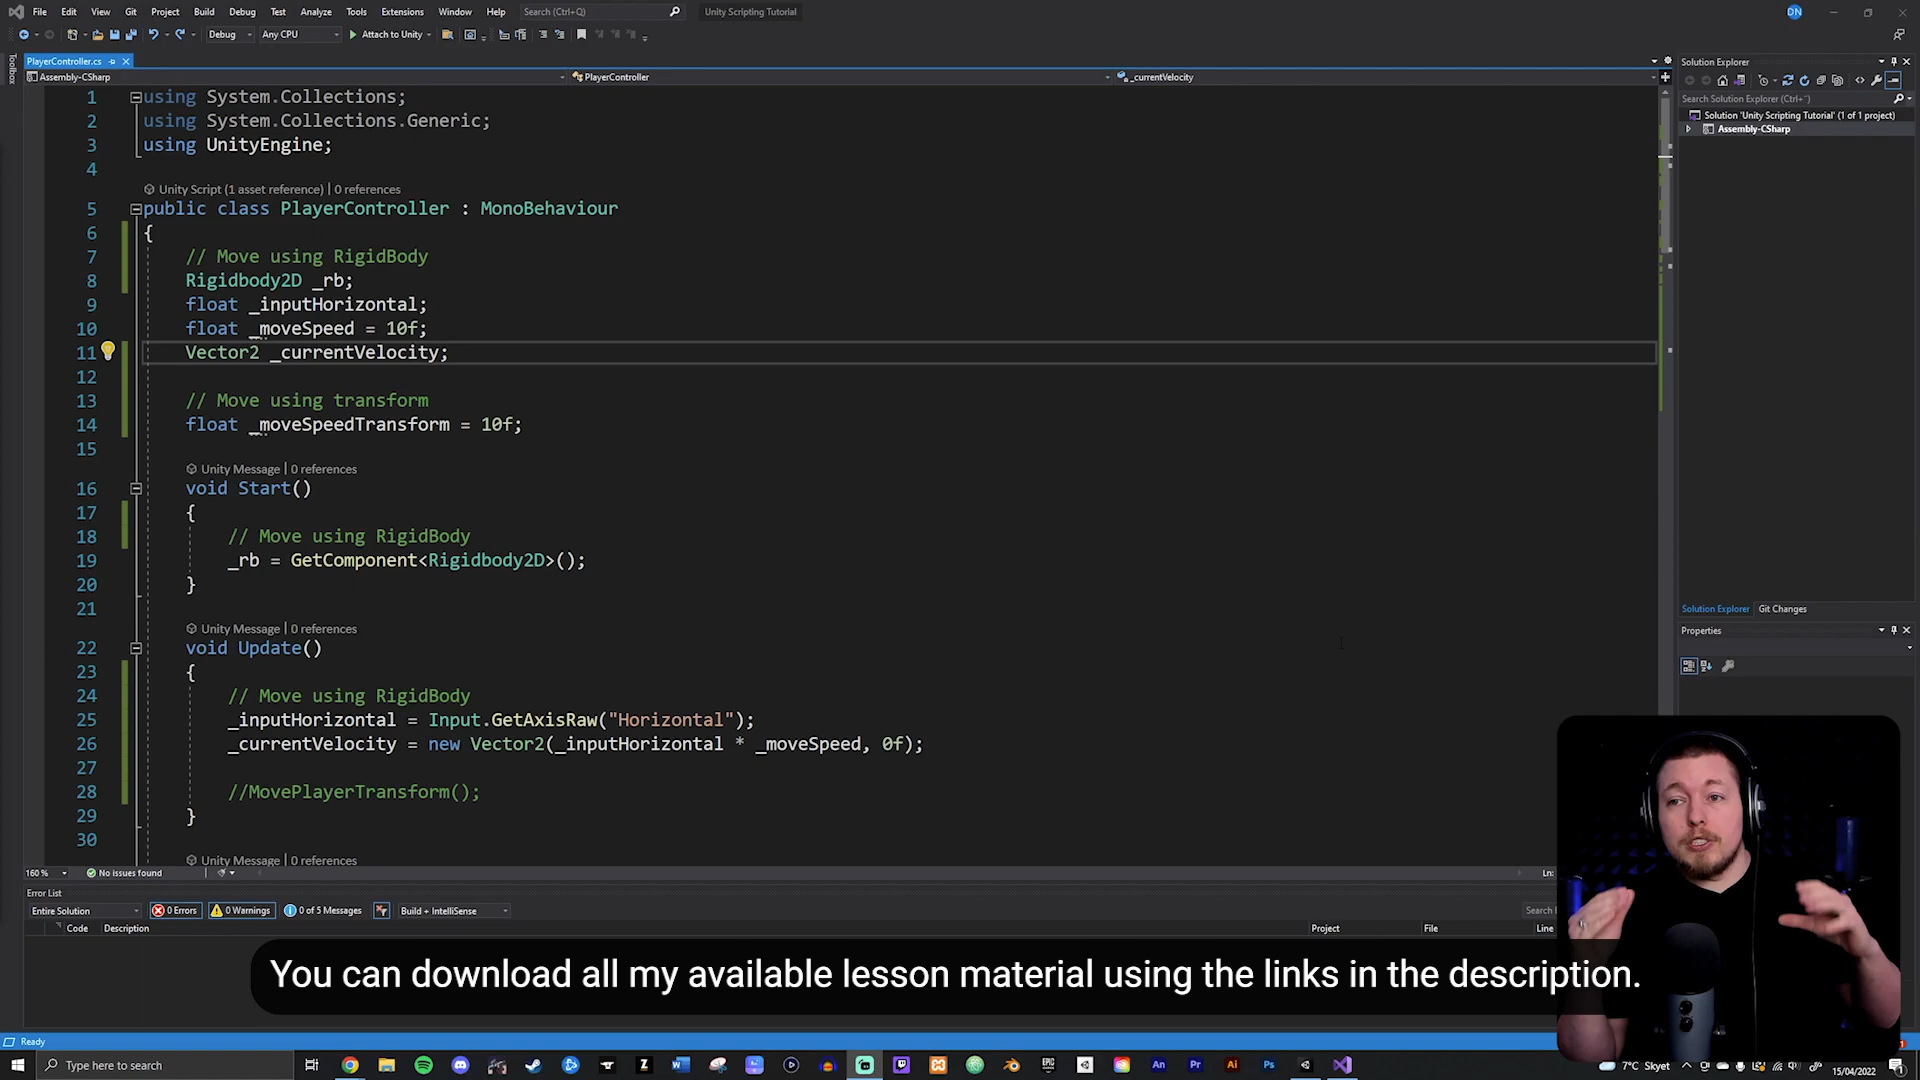 File Edit View Git Project Build Debug Test Analyze Tools Extensions Window Help Search (Ctrl+Q) Unity Scripting Tutorial DN
Debug Any CPU Attach to Unity
Toolbox
PlayerController.cs
Assembly-CSharp PlayerController _currentVelocity
1 using System.Collections;
2 using System.Collections.Generic;
3 using UnityEngine;
4
Unity Script (1 asset reference) | 0 references
5 public class PlayerController : MonoBehaviour
6 {
7 // Move using RigidBody
8 Rigidbody2D _rb;
9 float _inputHorizontal;
10 float _moveSpeed = 10f;
11 Vector2 _currentVelocity;
12
13 // Move using transform
14 float _moveSpeedTransform = 10f;
15
Unity Message | 0 references
16 void Start()
17 {
18 // Move using RigidBody
19 _rb = GetComponent<Rigidbody2D>();
20 }
21
Unity Message | 0 references
22 void Update()
23 {
24 // Move using RigidBody
25 _inputHorizontal = Input.GetAxisRaw("Horizontal");
26 _currentVelocity = new Vector2(_inputHorizontal * _moveSpeed, 0f);
27
28 //MovePlayerTransform();
29 }
30
Unity Message | 0 references
160 % No issues found Ln:
Solution Explorer
Search Solution Explorer (Ctrl+¨)
Solution 'Unity Scripting Tutorial' (1 of 1 project)
Assembly-CSharp
Solution Explorer Git Changes
Properties
Error List
Entire Solution 0 Errors 0 Warnings 0 of 5 Messages Build + IntelliSense Search E
Code Description Project File Line
You can download all my available lesson material using the links in the description.
Ready
Type here to search
7°C Skyet
15/04/2022